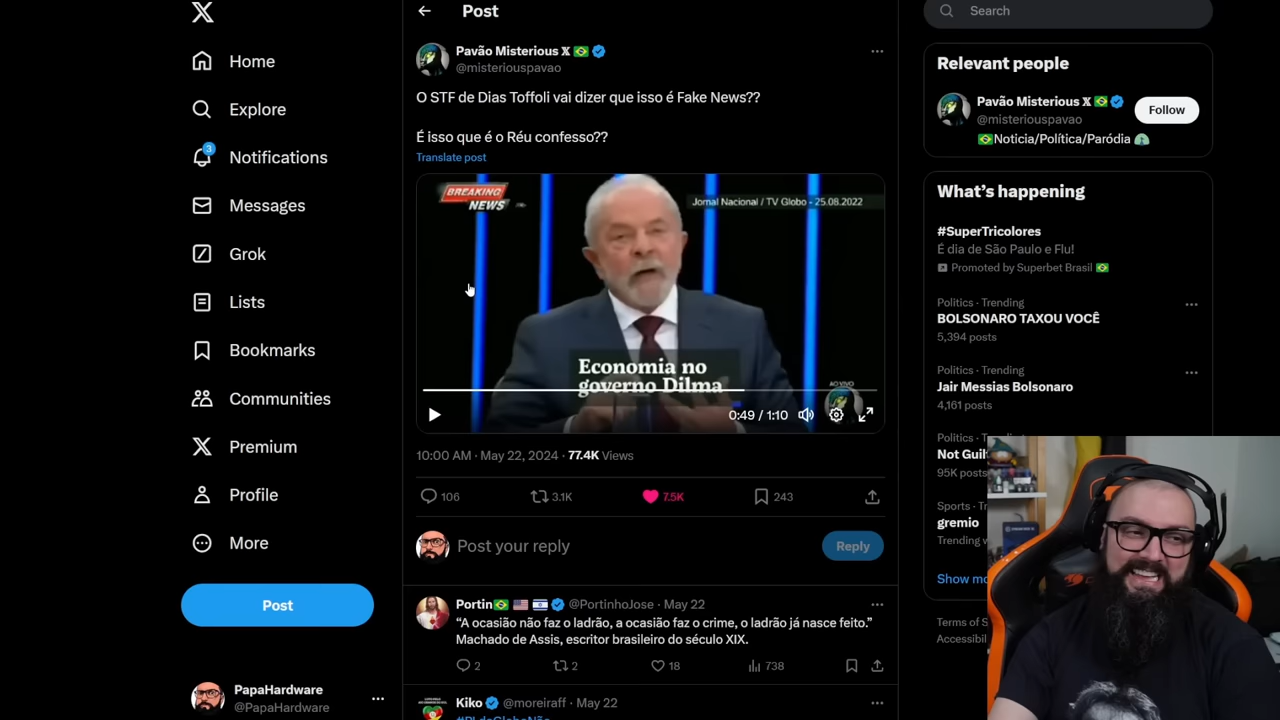 Post
Search
Home
Explore
3
Notifications
Messages
Grok
Lists
Bookmarks
Communities
Premium
Profile
More
Post
PapaHardware
@PapaHardware
Pavão Misterious X
@misteriouspavao
O STF de Dias Toffoli vai dizer que isso é Fake News??
É isso que é o Réu confesso??
Translate post
BREAKING
NEWS
Jornal Nacional / TV Globo - 25.08.2022
Economia no
governo Dilma
AO VIVO
0:49 / 1:10
10:00 AM · May 22, 2024 · 77.4K Views
106
3.1K
7.5K
243
Post your reply
Reply
Portin @PortinhoJose · May 22
“A ocasião não faz o ladrão, a ocasião faz o crime, o ladrão já nasce feito.”
Machado de Assis, escritor brasileiro do século XIX.
2
2
18
738
Kiko @moreiraff · May 22
Relevant people
Pavão Misterious X
@misteriouspavao
Follow
Noticia/Política/Paródia
What’s happening
#SuperTricolores
É dia de São Paulo e Flu!
Promoted by Superbet Brasil
Politics · Trending
BOLSONARO TAXOU VOCÊ
5,394 posts
Politics · Trending
Jair Messias Bolsonaro
4,161 posts
Politics
Not Guil
95K posts
Sports · T
gremio
Trending w
Show mo
Terms of S
Accessibil